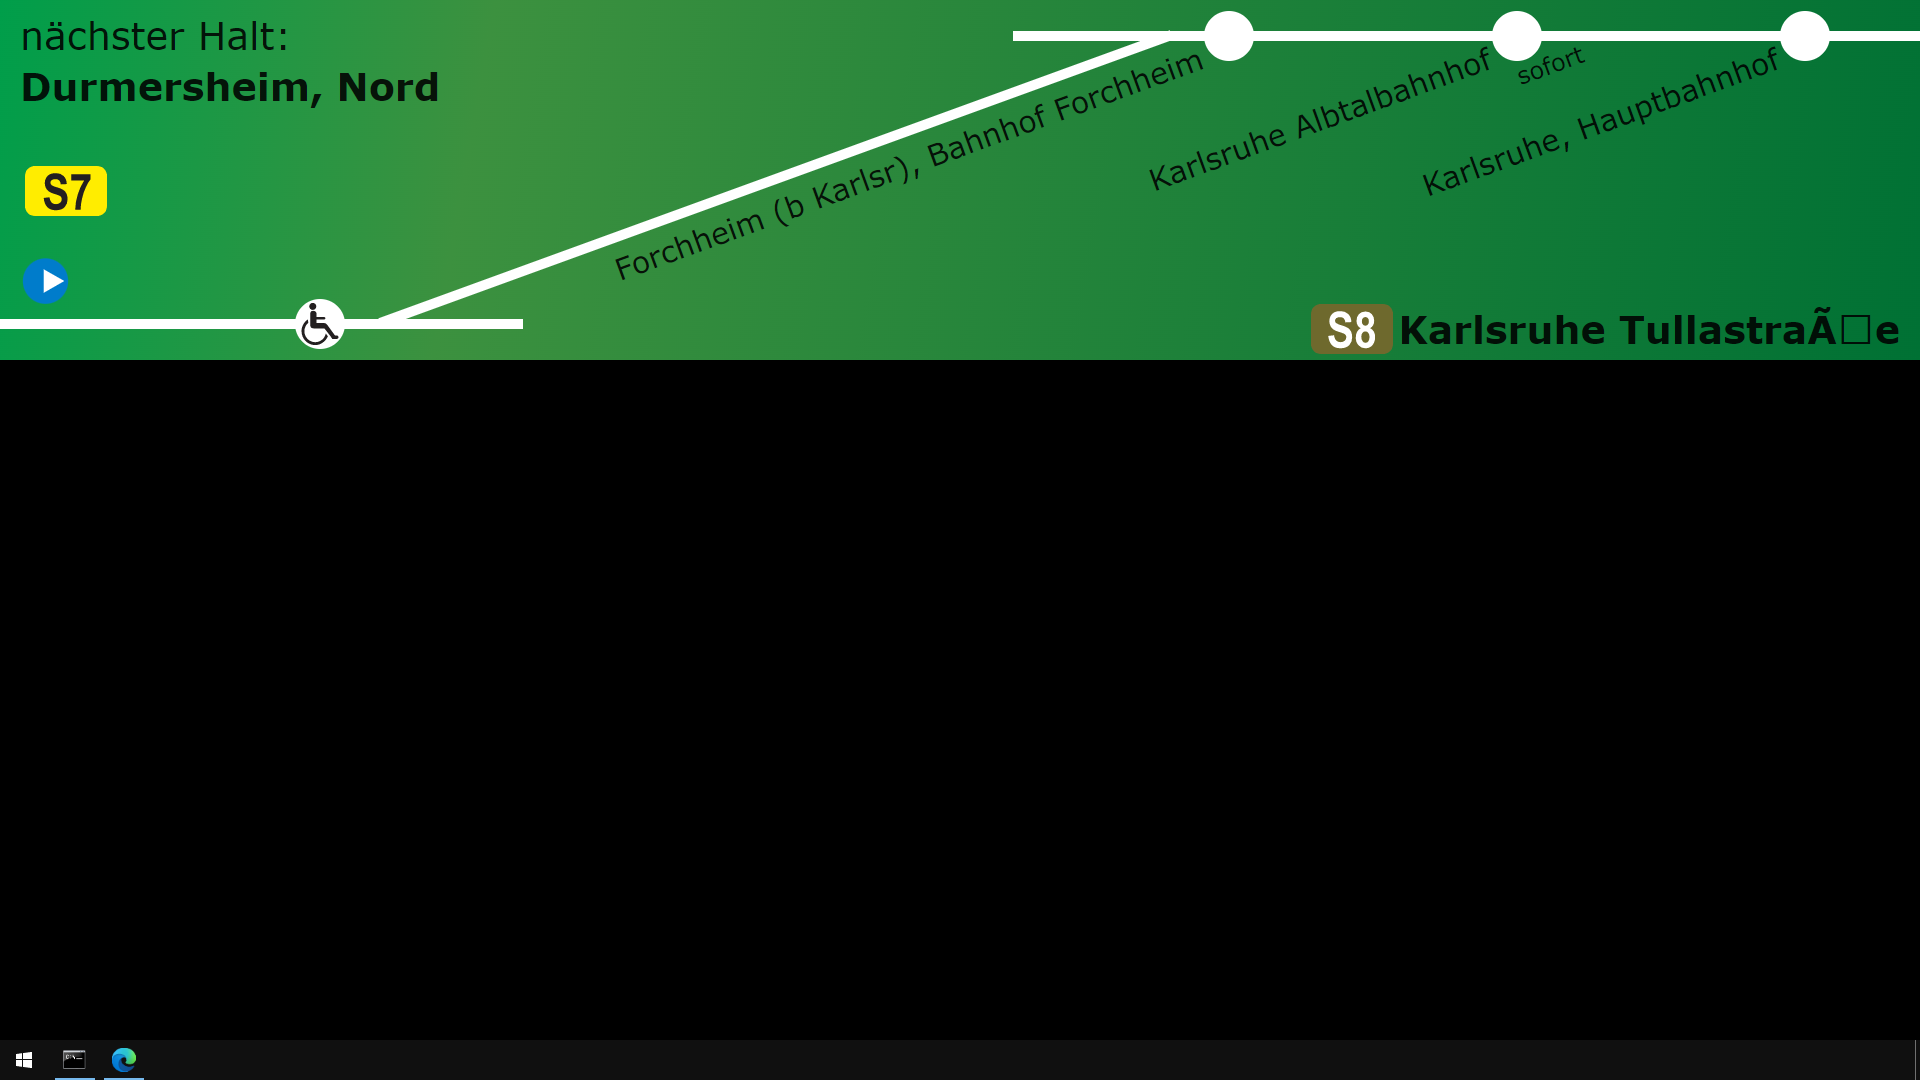 nächster Halt:
Durmersheim, Nord
S7
Forchheim (b Karlsr), Bahnhof Forchheim
Karlsruhe Albtalbahnhof
sofort
Karlsruhe, Hauptbahnhof
S8 Karlsruhe TullastraÃ□e